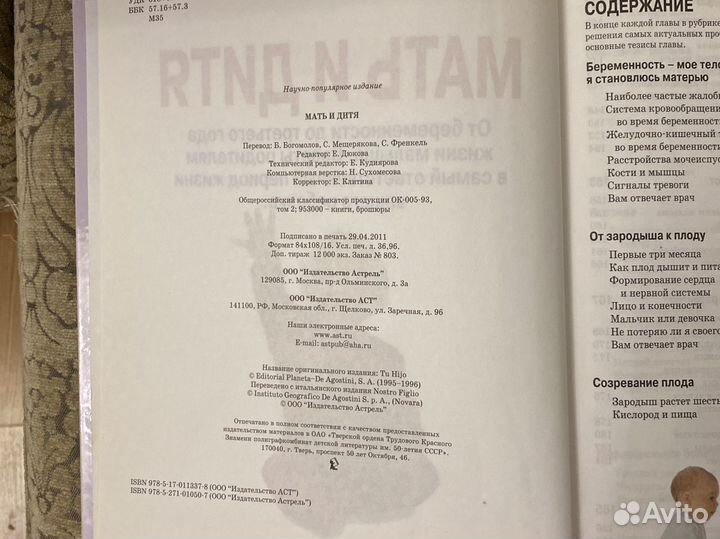 ББК 57.16+57.3
М35
Научно-популярное издание
МАТЬ И ДИТЯ
Перевод: Б. Богомолов, С. Мещерякова, С. Френкель
Редактор: Е. Дюкова
Технический редактор: Е. Кудиярова
Компьютерная верстка: Н. Сухомесова
Корректор: Е. Клитина
Общероссийский классификатор продукции ОК-005-93,
том 2; 953000 – книги, брошюры
Подписано в печать 29.04.2011
Формат 84х108/16. Усл. печ. л. 36,96.
Доп. тираж 12 000 экз. Заказ № 803.
ООО "Издательство Астрель"
129085, г. Москва, пр-д Ольминского, д. 3а
ООО "Издательство АСТ"
141100, РФ, Московская обл., г. Щелково, ул. Заречная, д. 96
Наши электронные адреса:
www.ast.ru
E-mail: astpub@aha.ru
Название оригинального издания: Tu Hijo
© Editorial Planeta–De Agostini, S. A. (1995–1996)
Переведено с итальянского издания Nostro Figlio
© Instituto Geografico De Agostini S. p. A., (Novara)
© ООО "Издательство Астрель"
Отпечатано в полном соответствии с качеством предоставленных
издательством материалов в ОАО «Тверской ордена Трудового Красного
Знамени полиграфкомбинат детской литературы им. 50-летия СССР».
170040, г. Тверь, проспект 50 лет Октября, 46.
ISBN 978-5-17-011337-8 (ООО "Издательство АСТ")
ISBN 978-5-271-01050-7 (ООО "Издательство Астрель")
СОДЕРЖАНИЕ
В конце каждой главы в рубрике
решения самых актуальных про
основные тезисы главы.
Беременность – мое тело
я становлюсь матерью
Наиболее частые жалобы
Система кровообращения
во время беременности
Желудочно-кишечный т
во время беременности
Расстройства мочеиспус
Кости и мышцы
Сигналы тревоги
Вам отвечает врач
От зародыша к плоду
Первые три месяца
Как плод дышит и пита
Формирование сердца
и нервной системы
Лицо и конечности
Мальчик или девочка
Не потеряю ли я своего
Вам отвечает врач
Созревание плода
Зародыш растет шесть
Кислород и пища
Avito